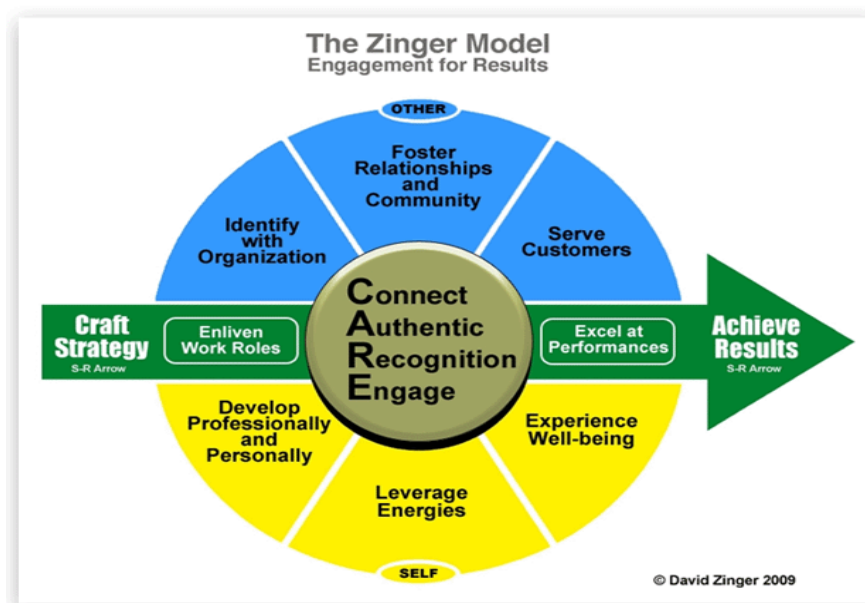 The Zinger Model
Engagement for Results
OTHER
Foster
Relationships
and
Community
Identify
with
Organization
Serve
Customers
Craft
Strategy
S-R Arrow
Enliven
Work Roles
Connect
Authentic
Recognition
Engage
Excel at
Performances
Achieve
Results
S-R Arrow
Develop
Professionally
and
Personally
Leverage
Energies
Experience
Well-being
SELF
© David Zinger 2009